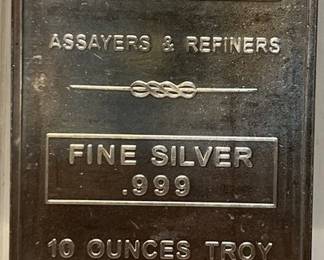 ASSAYERS & REFINERS
FINE SILVER
.999
10 OUNCES TROY